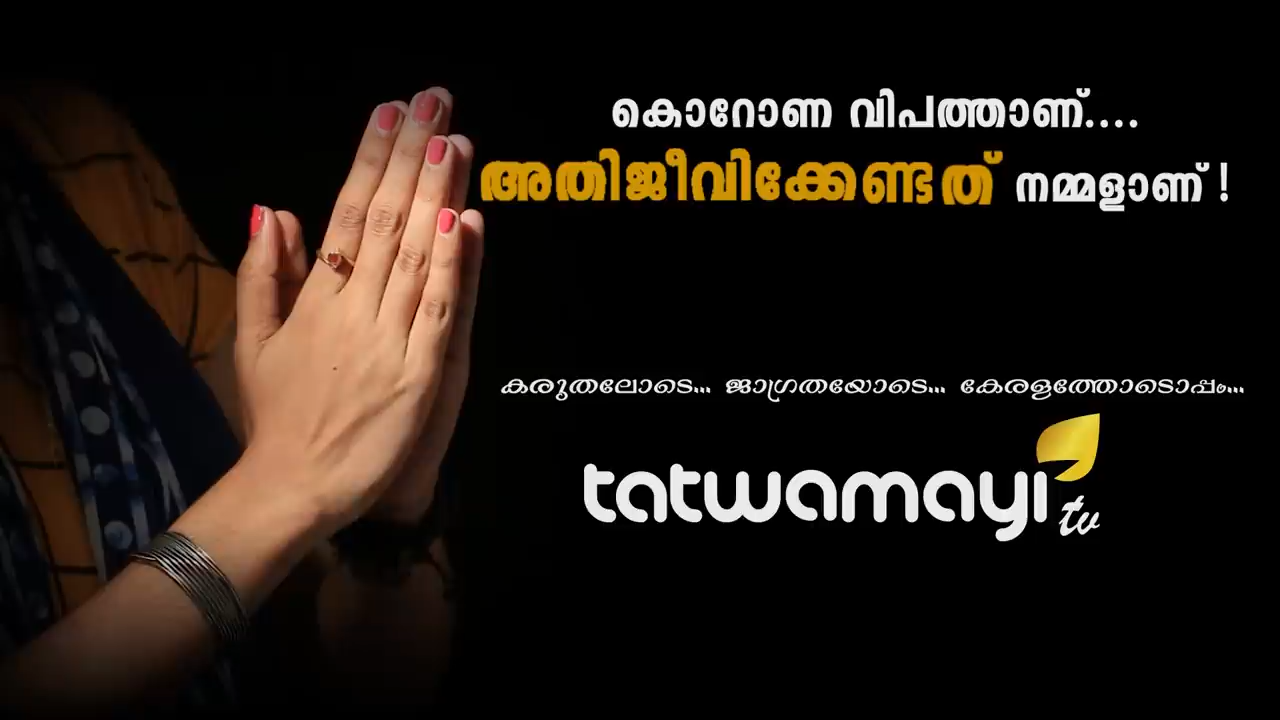 കൊറോണ വിപത്താണ്....
അതിജീവിക്കേണ്ടത് നമ്മളാണ് !
കരുതലോടെ... ജാഗ്രതയോടെ... കേരളത്തോടൊപ്പം...
tatwamayi
tv